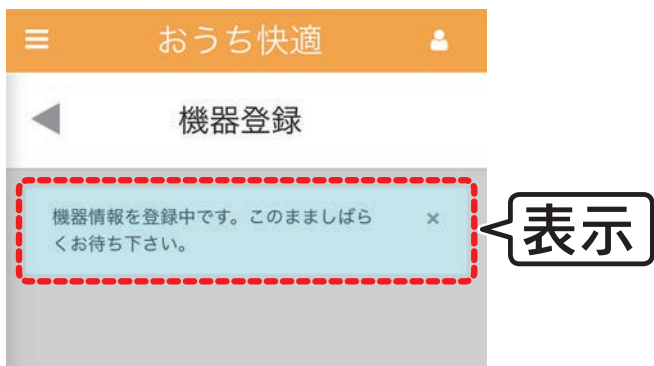 おうち快適
機器登録
機器情報を登録中です。このまましばら
くお待ち下さい。
×
表示